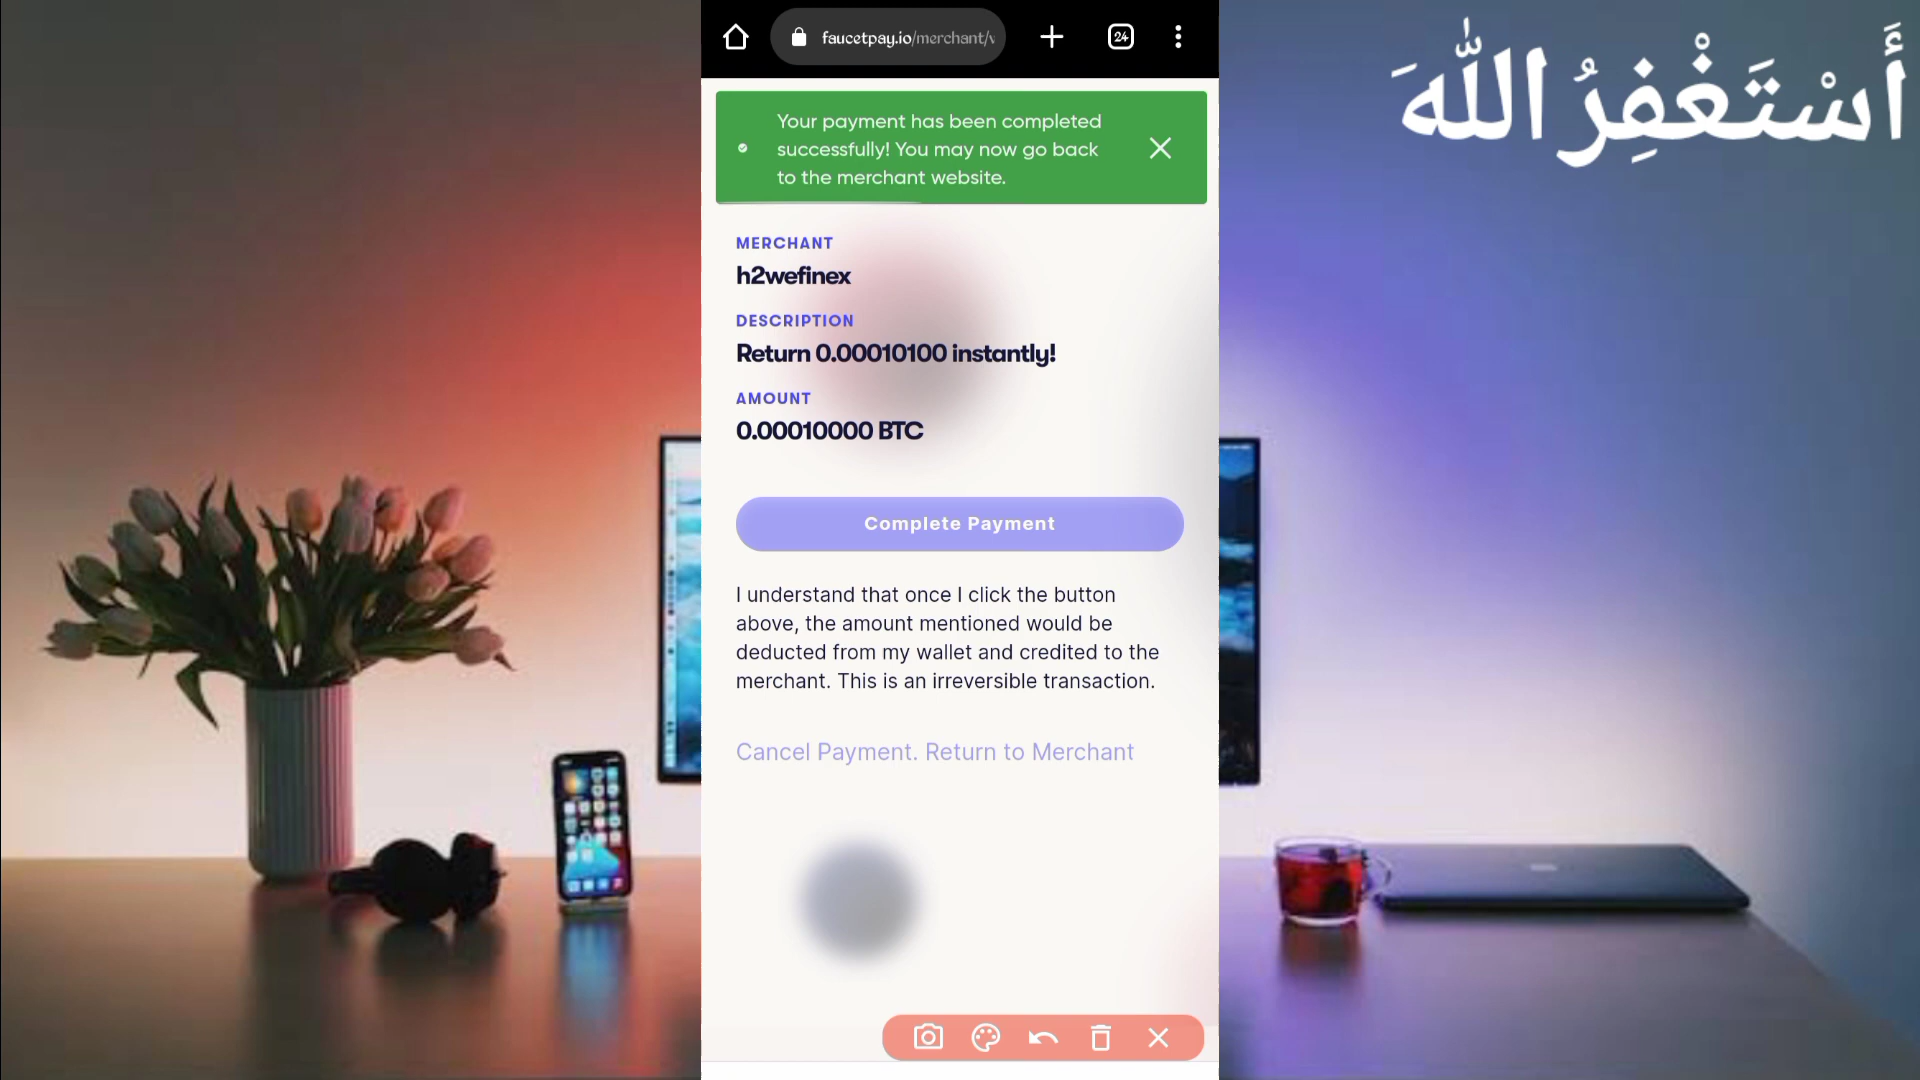 faucetpay.io/merchant/v
24
أَسْتَغْفِرُ اللّٰهَ
Your payment has been completed
successfully! You may now go back
to the merchant website.
MERCHANT
h2wefinex
DESCRIPTION
Return 0.00010100 instantly!
AMOUNT
0.00010000 BTC
Complete Payment
I understand that once I click the button
above, the amount mentioned would be
deducted from my wallet and credited to the
merchant. This is an irreversible transaction.
Cancel Payment. Return to Merchant